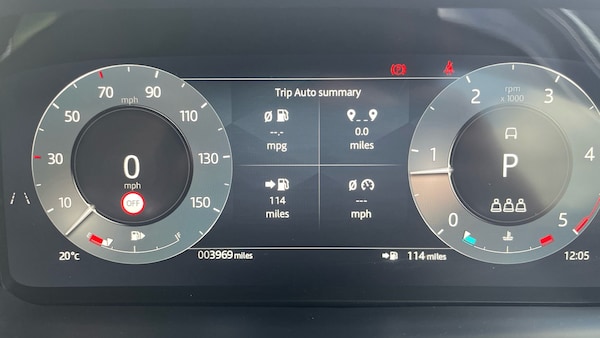 Trip Auto summary
--.-
mpg
0.0
miles
114
miles
---
mph
10
30
50
70
90
110
130
150
mph
0
mph
OFF
E
F
20°c
003969 miles
114 miles
rpm
x 1000
0
1
2
3
4
5
P
12:05